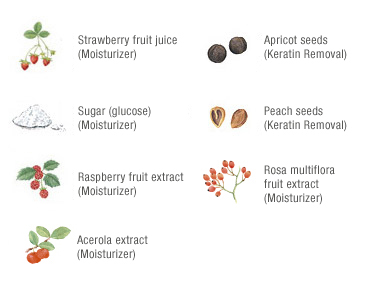 Strawberry fruit juice
(Moisturizer)
Apricot seeds
(Keratin Removal)
Sugar (glucose)
(Moisturizer)
Peach seeds
(Keratin Removal)
Raspberry fruit extract
(Moisturizer)
Rosa multiflora
fruit extract
(Moisturizer)
Acerola extract
(Moisturizer)